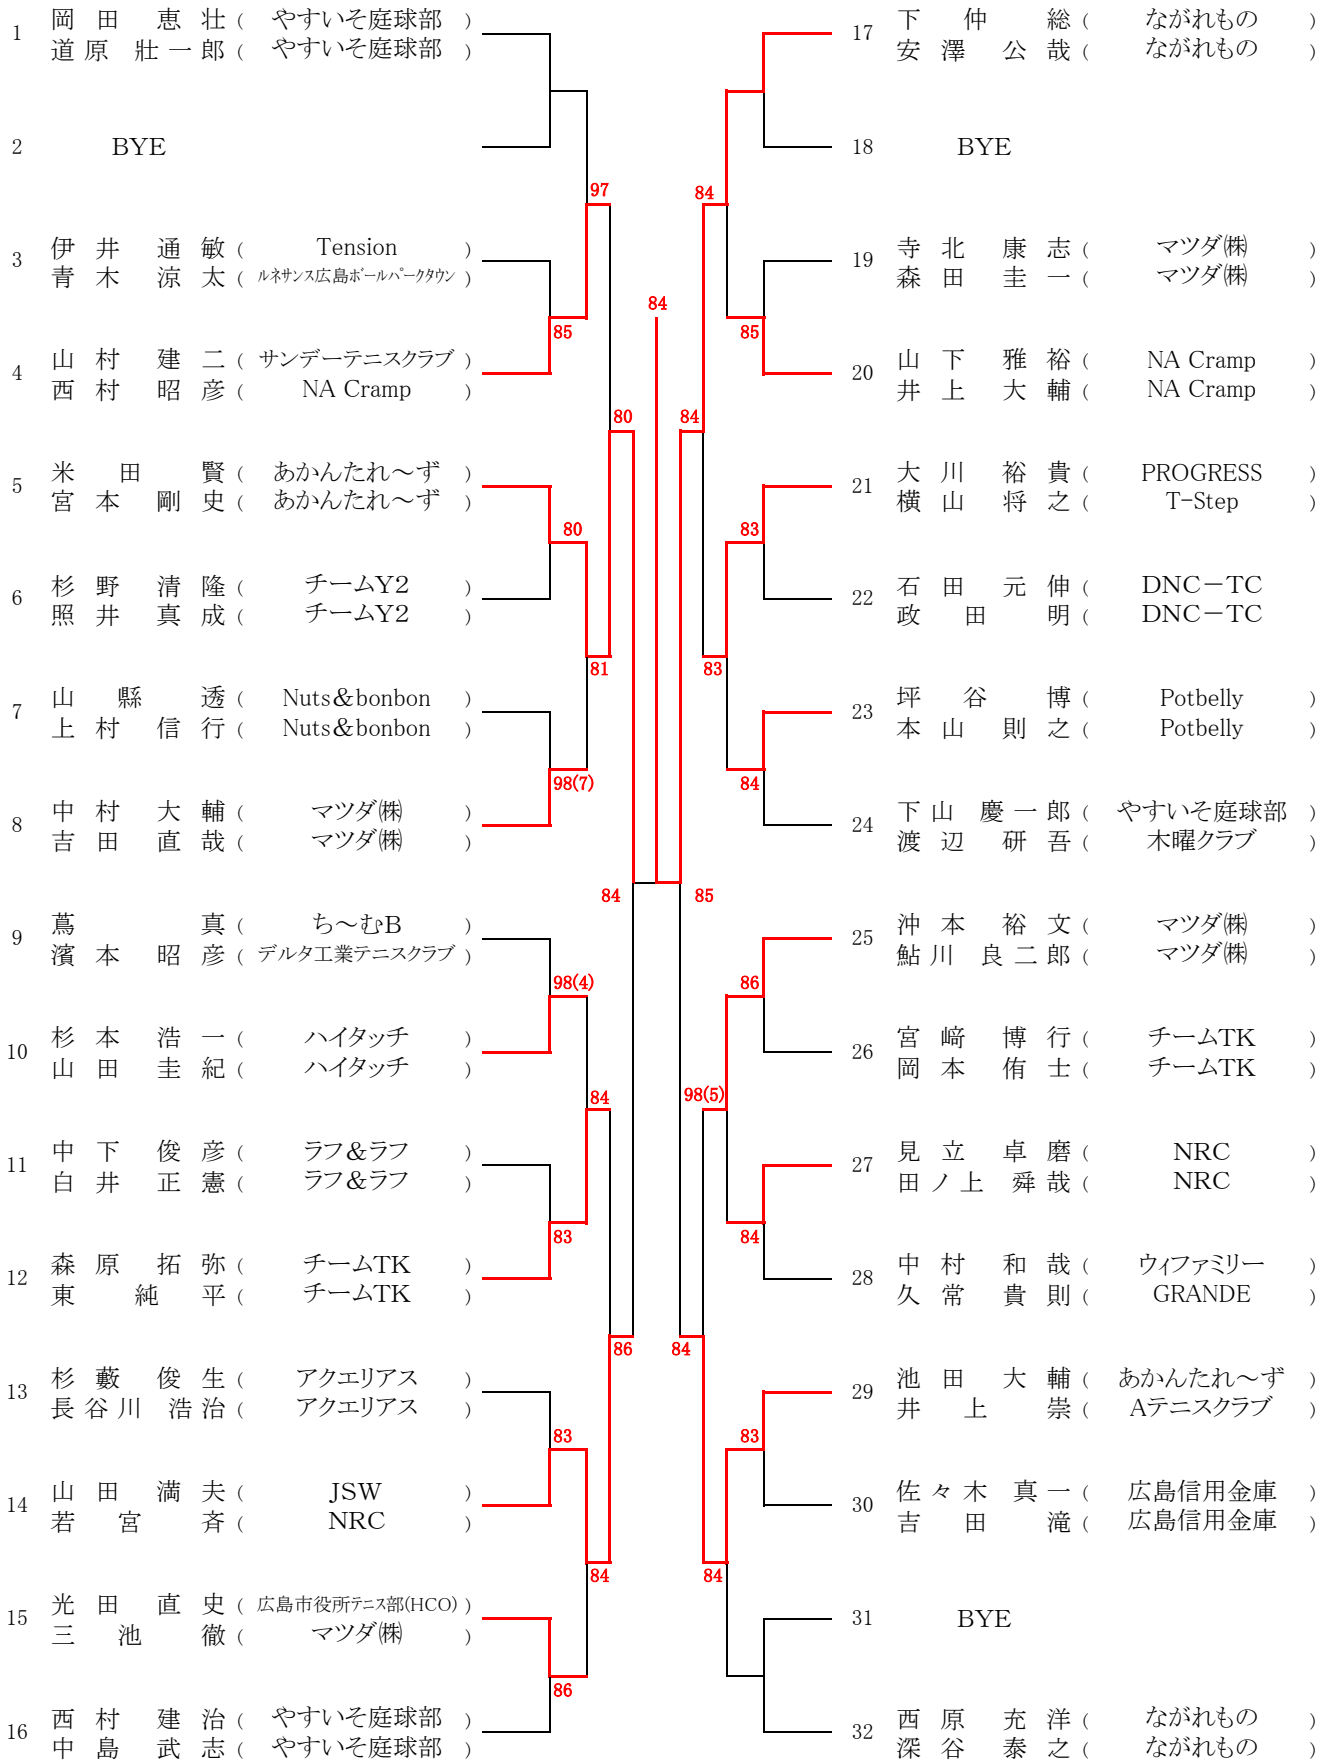 1 岡田 恵壮 ( やすいそ庭球部 )
道原 壯一郎 ( やすいそ庭球部 )
2 BYE
97
3 伊井 通敏 ( Tension )
青木 涼太 ( ルネサンス広島ボールパークタウン )
85
4 山村 建二 ( サンデーテニスクラブ )
西村 昭彦 ( NA Cramp )
80
5 米田 賢 ( あかんたれ～ず )
宮本 剛史 ( あかんたれ～ず )
80
6 杉野 清隆 ( チームY2 )
照井 真成 ( チームY2 )
81
7 山縣 透 ( Nuts&bonbon )
上村 信行 ( Nuts&bonbon )
98(7)
8 中村 大輔 ( マツダ㈱ )
吉田 直哉 ( マツダ㈱ )
84
9 蔦 真 ( ち～むB )
濱本 昭彦 ( デルタ工業テニスクラブ )
98(4)
10 杉本 浩一 ( ハイタッチ )
山田 圭紀 ( ハイタッチ )
84
11 中下 俊彦 ( ラフ&ラフ )
白井 正憲 ( ラフ&ラフ )
83
12 森原 拓弥 ( チームTK )
東 純平 ( チームTK )
86
13 杉藪 俊生 ( アクエリアス )
長谷川 浩治 ( アクエリアス )
83
14 山田 満夫 ( JSW )
若宮 斉 ( NRC )
84
15 光田 直史 ( 広島市役所テニス部(HCO) )
三池 徹 ( マツダ㈱ )
86
16 西村 建治 ( やすいそ庭球部 )
中島 武志 ( やすいそ庭球部 )
84
17 下仲 総 ( ながれもの )
安澤 公哉 ( ながれもの )
18 BYE
84
19 寺北 康志 ( マツダ㈱ )
森田 圭一 ( マツダ㈱ )
85
20 山下 雅裕 ( NA Cramp )
井上 大輔 ( NA Cramp )
84
21 大川 裕貴 ( PROGRESS )
横山 将之 ( T-Step )
83
22 石田 元伸 ( DNC－TC )
政田 明 ( DNC－TC )
83
23 坪谷 博 ( Potbelly )
本山 則之 ( Potbelly )
84
24 下山 慶一郎 ( やすいそ庭球部 )
渡辺 研吾 ( 木曜クラブ )
85
25 沖本 裕文 ( マツダ㈱ )
鮎川 良二郎 ( マツダ㈱ )
86
26 宮﨑 博行 ( チームTK )
岡本 侑士 ( チームTK )
98(5)
27 見立 卓磨 ( NRC )
田ノ上 舜哉 ( NRC )
84
28 中村 和哉 ( ウィファミリー )
久常 貴則 ( GRANDE )
84
29 池田 大輔 ( あかんたれ～ず )
井上 崇 ( Aテニスクラブ )
83
30 佐々木 真一 ( 広島信用金庫 )
吉田 滝 ( 広島信用金庫 )
84
31 BYE
32 西原 充洋 ( ながれもの )
深谷 泰之 ( ながれもの )